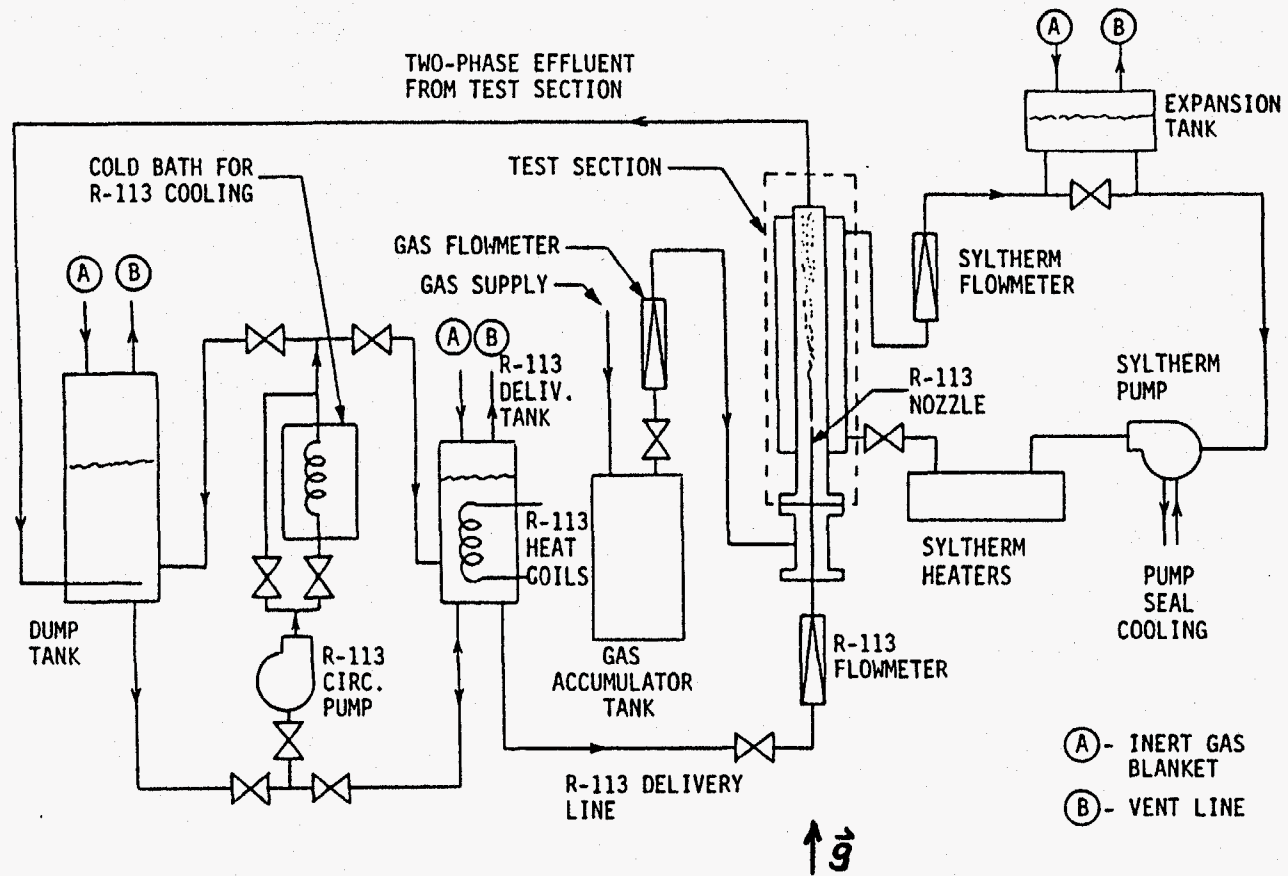 A
B
TWO-PHASE EFFLUENT
FROM TEST SECTION
EXPANSION
TANK
COLD BATH FOR
R-113 COOLING
TEST SECTION
GAS FLOWMETER
GAS SUPPLY
SYLTHERM
FLOWMETER
A
B
A
B
R-113
DELIV.
TANK
R-113
NOZZLE
SYLTHERM
PUMP
R-113
HEAT
COILS
SYLTHERM
HEATERS
PUMP
SEAL
COOLING
DUMP
TANK
R-113
CIRC.
PUMP
GAS
ACCUMULATOR
TANK
R-113
FLOWMETER
R-113 DELIVERY
LINE
A - INERT GAS
BLANKET
B - VENT LINE
g